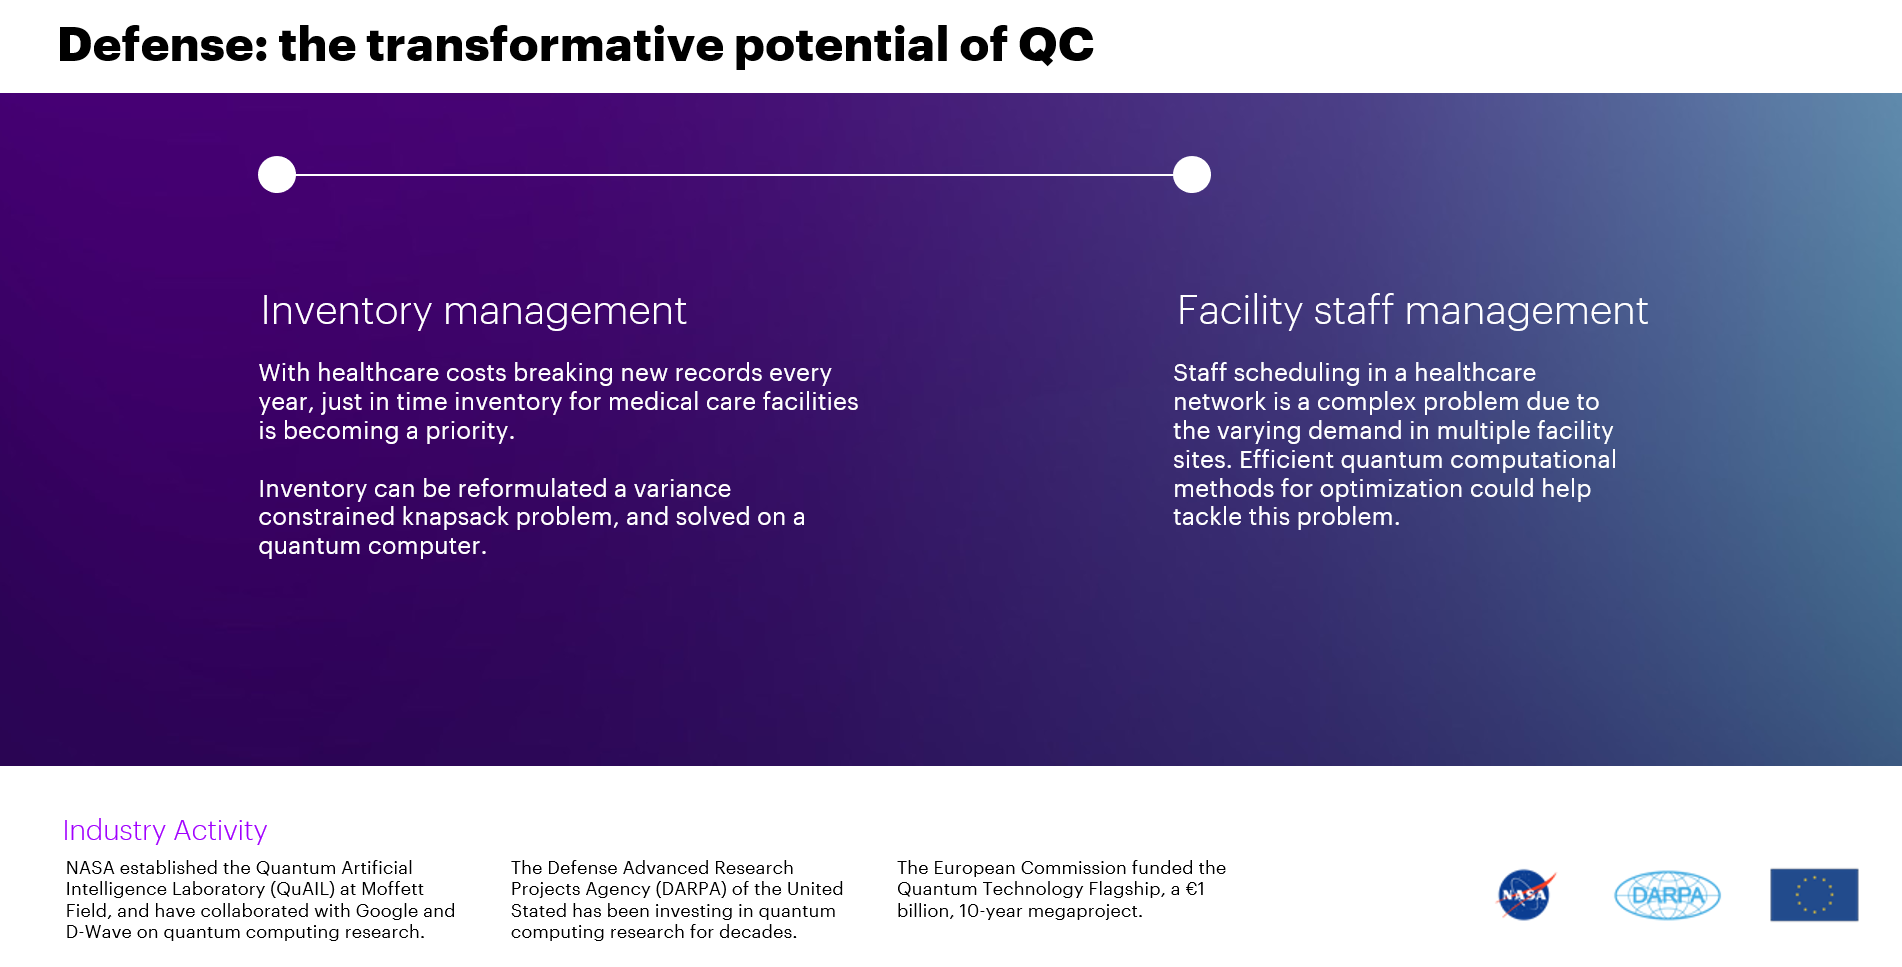 Defense: the transformative potential of QC
Inventory management
With healthcare costs breaking new records every
year, just in time inventory for medical care facilities
is becoming a priority.
Inventory can be reformulated a variance
constrained knapsack problem, and solved on a
quantum computer.
Facility staff management
Staff scheduling in a healthcare
network is a complex problem due to
the varying demand in multiple facility
sites. Efficient quantum computational
methods for optimization could help
tackle this problem.
Industry Activity
NASA established the Quantum Artificial
Intelligence Laboratory (QuAIL) at Moffett
Field, and have collaborated with Google and
D-Wave on quantum computing research.
The Defense Advanced Research
Projects Agency (DARPA) of the United
Stated has been investing in quantum
computing research for decades.
The European Commission funded the
Quantum Technology Flagship, a €1
billion, 10-year megaproject.
NASA
DARPA